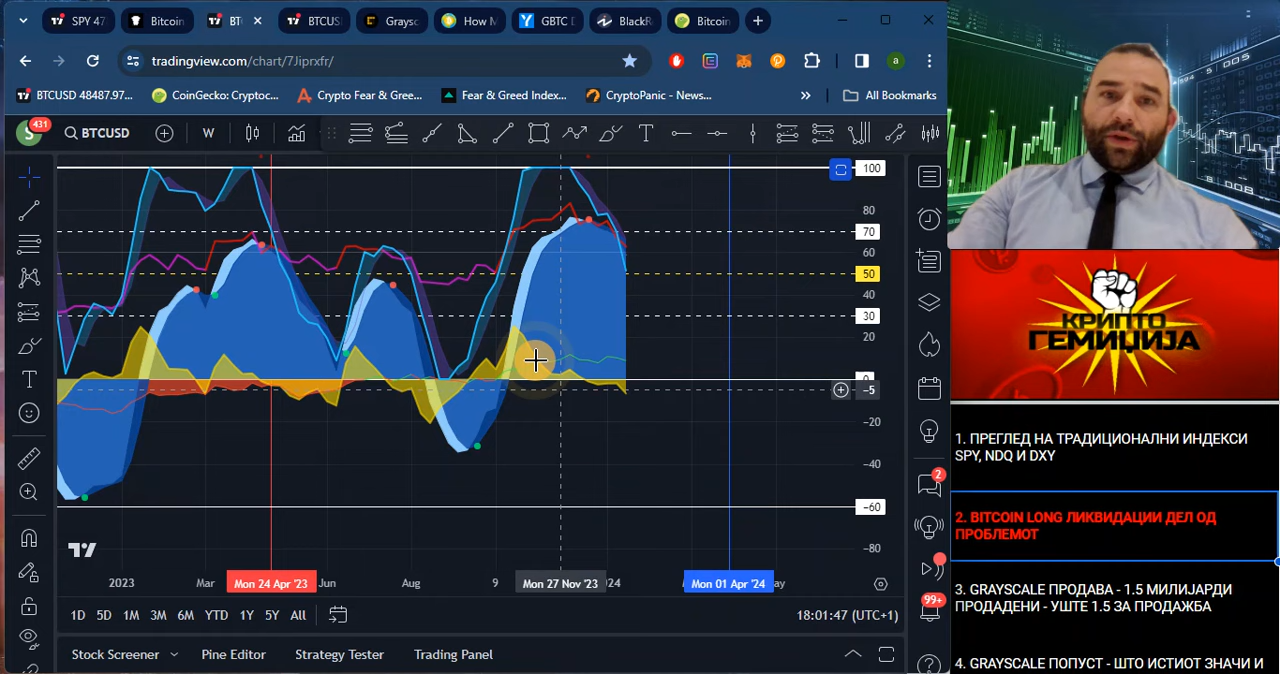 SPY 47
Bitcoin
BT
BTCUS
Graysc
How M
GBTC D
BlackR
Bitcoin
tradingview.com/chart/7Jiprxfr/
a
BTCUSD 48487.97...
CoinGecko: Cryptoc...
Crypto Fear & Gree...
Fear & Greed Index...
CryptoPanic - News...
»
All Bookmarks
S
431
BTCUSD
W
100
80
70
60
50
40
30
20
0
−5
−20
−40
−60
−80
2023
Mar
Mon 24 Apr '23
Jun
Aug
9
Mon 27 Nov '23
2024
Mon 01 Apr '24
ay
1D
5D
1M
3M
6M
YTD
1Y
5Y
All
18:01:47 (UTC+1)
Stock Screener
Pine Editor
Strategy Tester
Trading Panel
2
99+
КРИПТО
ГЕМИЏИЈА
1. ПРЕГЛЕД НА ТРАДИЦИОНАЛНИ ИНДЕКСИ
SPY, NDQ И DXY
2. BITCOIN LONG ЛИКВИДАЦИИ ДЕЛ ОД
ПРОБЛЕМОТ
3. GRAYSCALE ПРОДАВА - 1.5 МИЛИЈАРДИ
ПРОДАДЕНИ - УШТЕ 1.5 ЗА ПРОДАЖБА
4. GRAYSCALE ПОПУСТ - ШТО ИСТИОТ ЗНАЧИ И